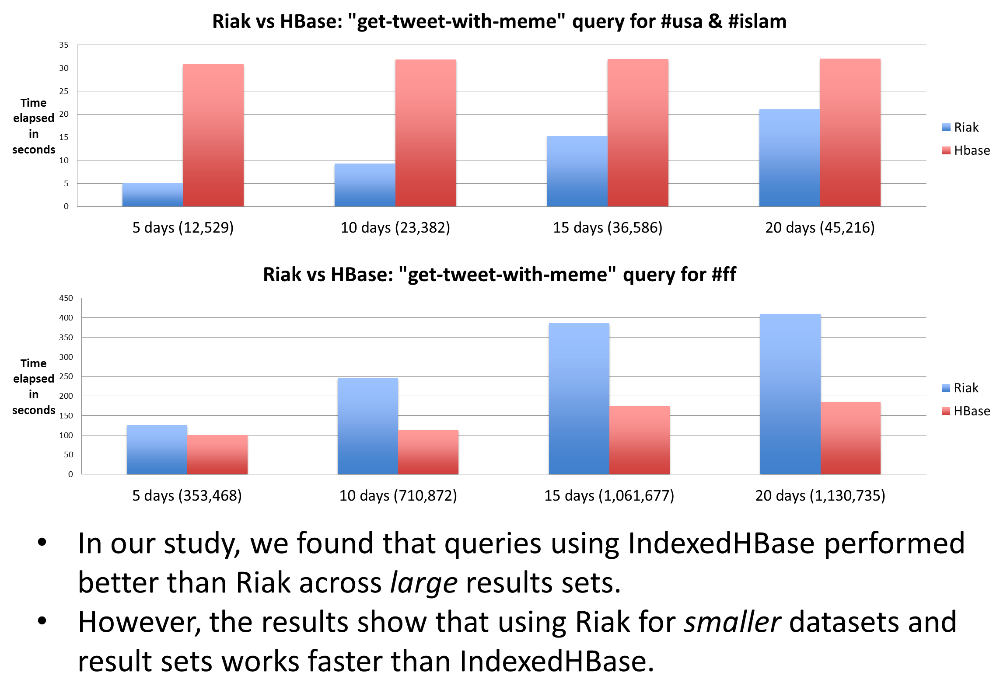 Riak vs HBase: "get-tweet-with-meme" query for #usa & #islam
35
30
25
20
15
10
5
0
Time
elapsed
in
seconds
Riak
Hbase
5 days (12,529)
10 days (23,382)
15 days (36,586)
20 days (45,216)
Riak vs HBase: "get-tweet-with-meme" query for #ff
450
400
350
300
250
200
150
100
50
0
Time
elapsed
in
seconds
Riak
HBase
5 days (353,468)
10 days (710,872)
15 days (1,061,677)
20 days (1,130,735)
• In our study, we found that queries using IndexedHBase performed
better than Riak across large results sets.
• However, the results show that using Riak for smaller datasets and
result sets works faster than IndexedHBase.